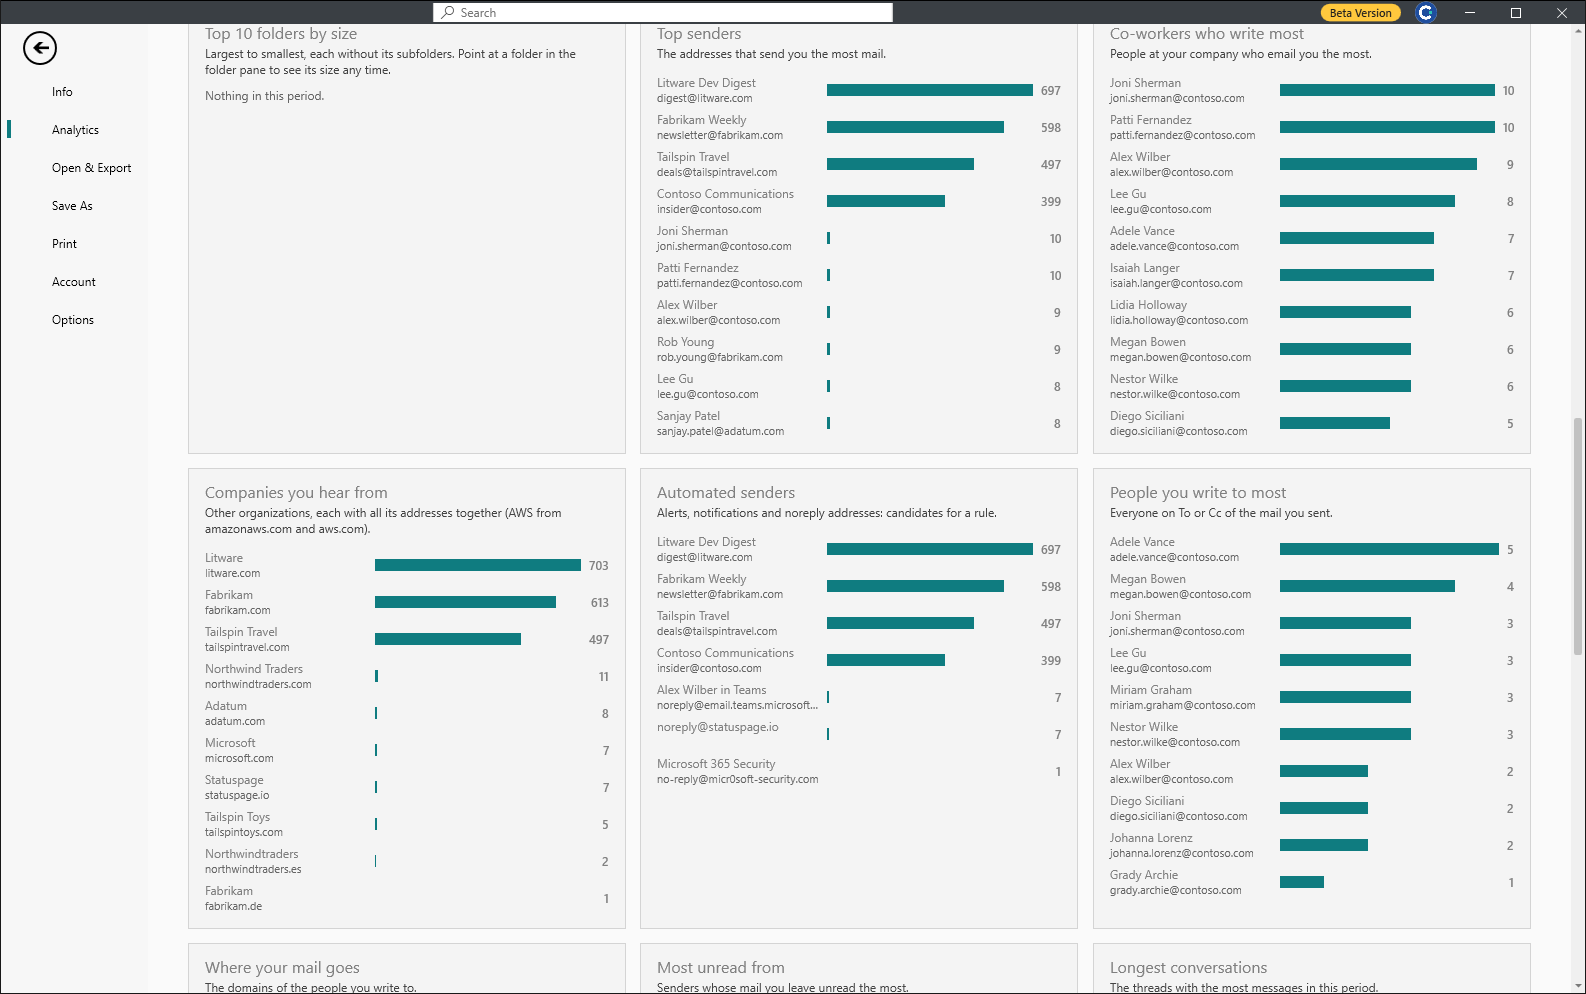 Search
Beta Version
Info
Analytics
Open & Export
Save As
Print
Account
Options
Top 10 folders by size
Largest to smallest, each without its subfolders. Point at a folder in the
folder pane to see its size any time.
Nothing in this period.
Top senders
The addresses that send you the most mail.
Litware Dev Digest
digest@litware.com
697
Fabrikam Weekly
newsletter@fabrikam.com
598
Tailspin Travel
deals@tailspintravel.com
497
Contoso Communications
insider@contoso.com
399
Joni Sherman
joni.sherman@contoso.com
10
Patti Fernandez
patti.fernandez@contoso.com
10
Alex Wilber
alex.wilber@contoso.com
9
Rob Young
rob.young@fabrikam.com
9
Lee Gu
lee.gu@contoso.com
8
Sanjay Patel
sanjay.patel@adatum.com
8
Co-workers who write most
People at your company who email you the most.
Joni Sherman
joni.sherman@contoso.com
10
Patti Fernandez
patti.fernandez@contoso.com
10
Alex Wilber
alex.wilber@contoso.com
9
Lee Gu
lee.gu@contoso.com
8
Adele Vance
adele.vance@contoso.com
7
Isaiah Langer
isaiah.langer@contoso.com
7
Lidia Holloway
lidia.holloway@contoso.com
6
Megan Bowen
megan.bowen@contoso.com
6
Nestor Wilke
nestor.wilke@contoso.com
6
Diego Siciliani
diego.siciliani@contoso.com
5
Companies you hear from
Other organizations, each with all its addresses together (AWS from
amazonaws.com and aws.com).
Litware
litware.com
703
Fabrikam
fabrikam.com
613
Tailspin Travel
tailspintravel.com
497
Northwind Traders
northwindtraders.com
11
Adatum
adatum.com
8
Microsoft
microsoft.com
7
Statuspage
statuspage.io
7
Tailspin Toys
tailspintoys.com
5
Northwindtraders
northwindtraders.es
2
Fabrikam
fabrikam.de
1
Automated senders
Alerts, notifications and noreply addresses: candidates for a rule.
Litware Dev Digest
digest@litware.com
697
Fabrikam Weekly
newsletter@fabrikam.com
598
Tailspin Travel
deals@tailspintravel.com
497
Contoso Communications
insider@contoso.com
399
Alex Wilber in Teams
noreply@email.teams.microsoft...
7
noreply@statuspage.io
7
Microsoft 365 Security
no-reply@micr0soft-security.com
1
People you write to most
Everyone on To or Cc of the mail you sent.
Adele Vance
adele.vance@contoso.com
5
Megan Bowen
megan.bowen@contoso.com
4
Joni Sherman
joni.sherman@contoso.com
3
Lee Gu
lee.gu@contoso.com
3
Miriam Graham
miriam.graham@contoso.com
3
Nestor Wilke
nestor.wilke@contoso.com
3
Alex Wilber
alex.wilber@contoso.com
2
Diego Siciliani
diego.siciliani@contoso.com
2
Johanna Lorenz
johanna.lorenz@contoso.com
2
Grady Archie
grady.archie@contoso.com
1
Where your mail goes
The domains of the people you write to.
Most unread from
Senders whose mail you leave unread the most.
Longest conversations
The threads with the most messages in this period.